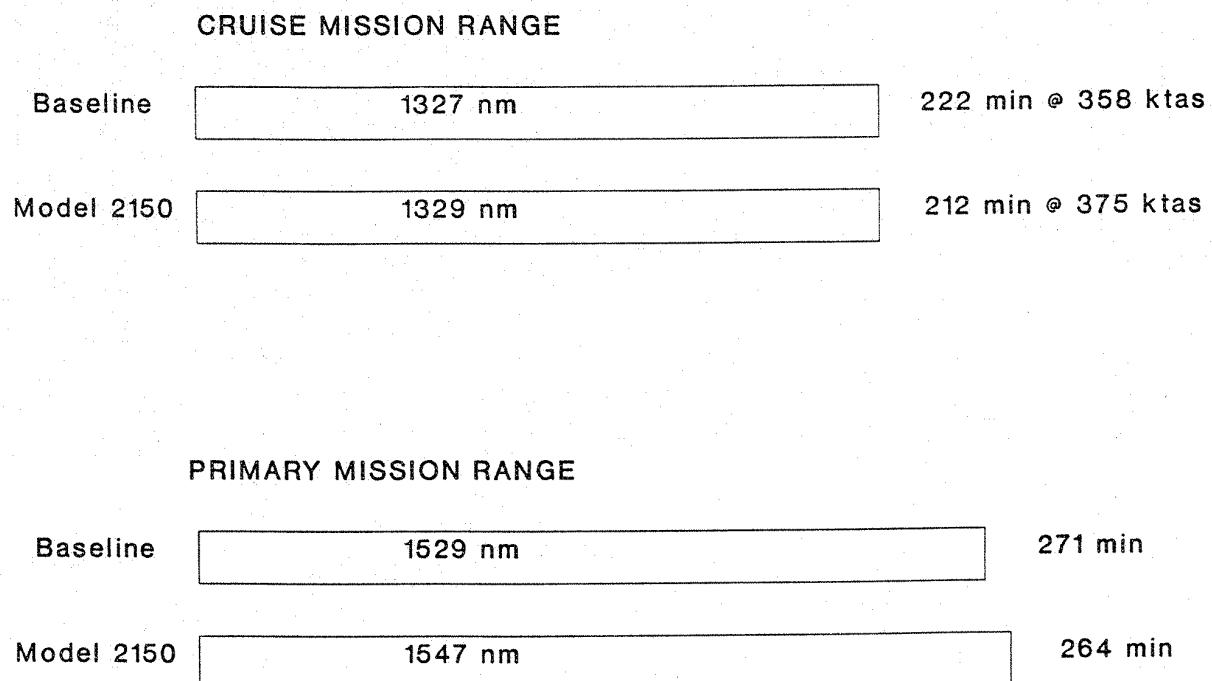 CRUISE MISSION RANGE
Baseline 1327 nm 222 min @ 358 ktas
Model 2150 1329 nm 212 min @ 375 ktas
PRIMARY MISSION RANGE
Baseline 1529 nm 271 min
Model 2150 1547 nm 264 min